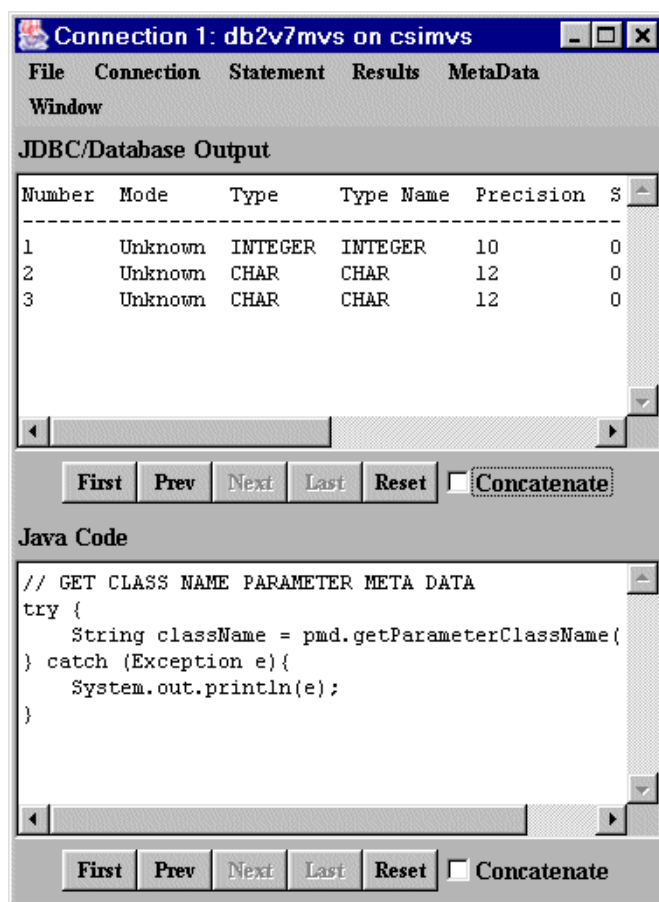 Connection 1: db2v7mvs on csimvs
File Connection Statement Results MetaData
Window
JDBC/Database Output
Number Mode Type Type Name Precision S
--------------------------------------------------------
1 Unknown INTEGER INTEGER 10 0
2 Unknown CHAR CHAR 12 0
3 Unknown CHAR CHAR 12 0
First Prev Next Last Reset Concatenate
Java Code
// GET CLASS NAME PARAMETER META DATA
try {
    String className = pmd.getParameterClassName(
} catch (Exception e){
    System.out.println(e);
}
First Prev Next Last Reset Concatenate